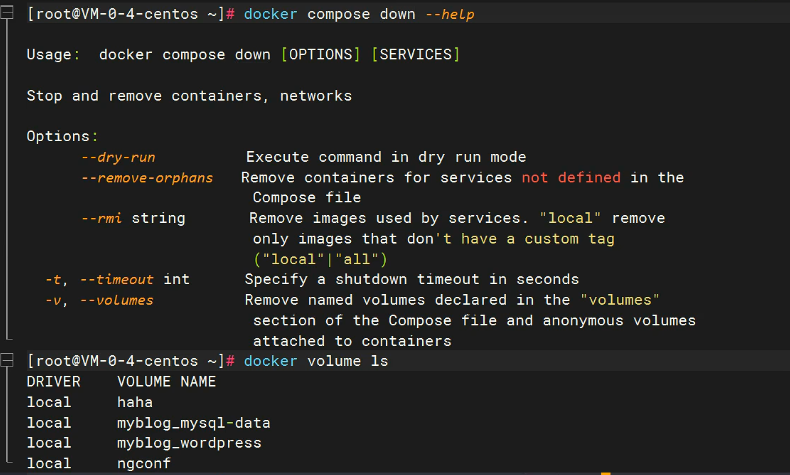 [root@VM-0-4-centos ~]# docker compose down --help
Usage:  docker compose down [OPTIONS] [SERVICES]
Stop and remove containers, networks
Options:
--dry-run Execute command in dry run mode
--remove-orphans Remove containers for services not defined in the
Compose file
--rmi string Remove images used by services. "local" remove
only images that don't have a custom tag
("local"|"all")
-t, --timeout int Specify a shutdown timeout in seconds
-v, --volumes Remove named volumes declared in the "volumes"
section of the Compose file and anonymous volumes
attached to containers
[root@VM-0-4-centos ~]# docker volume ls
DRIVER VOLUME NAME
local haha
local myblog_mysql-data
local myblog_wordpress
local ngconf